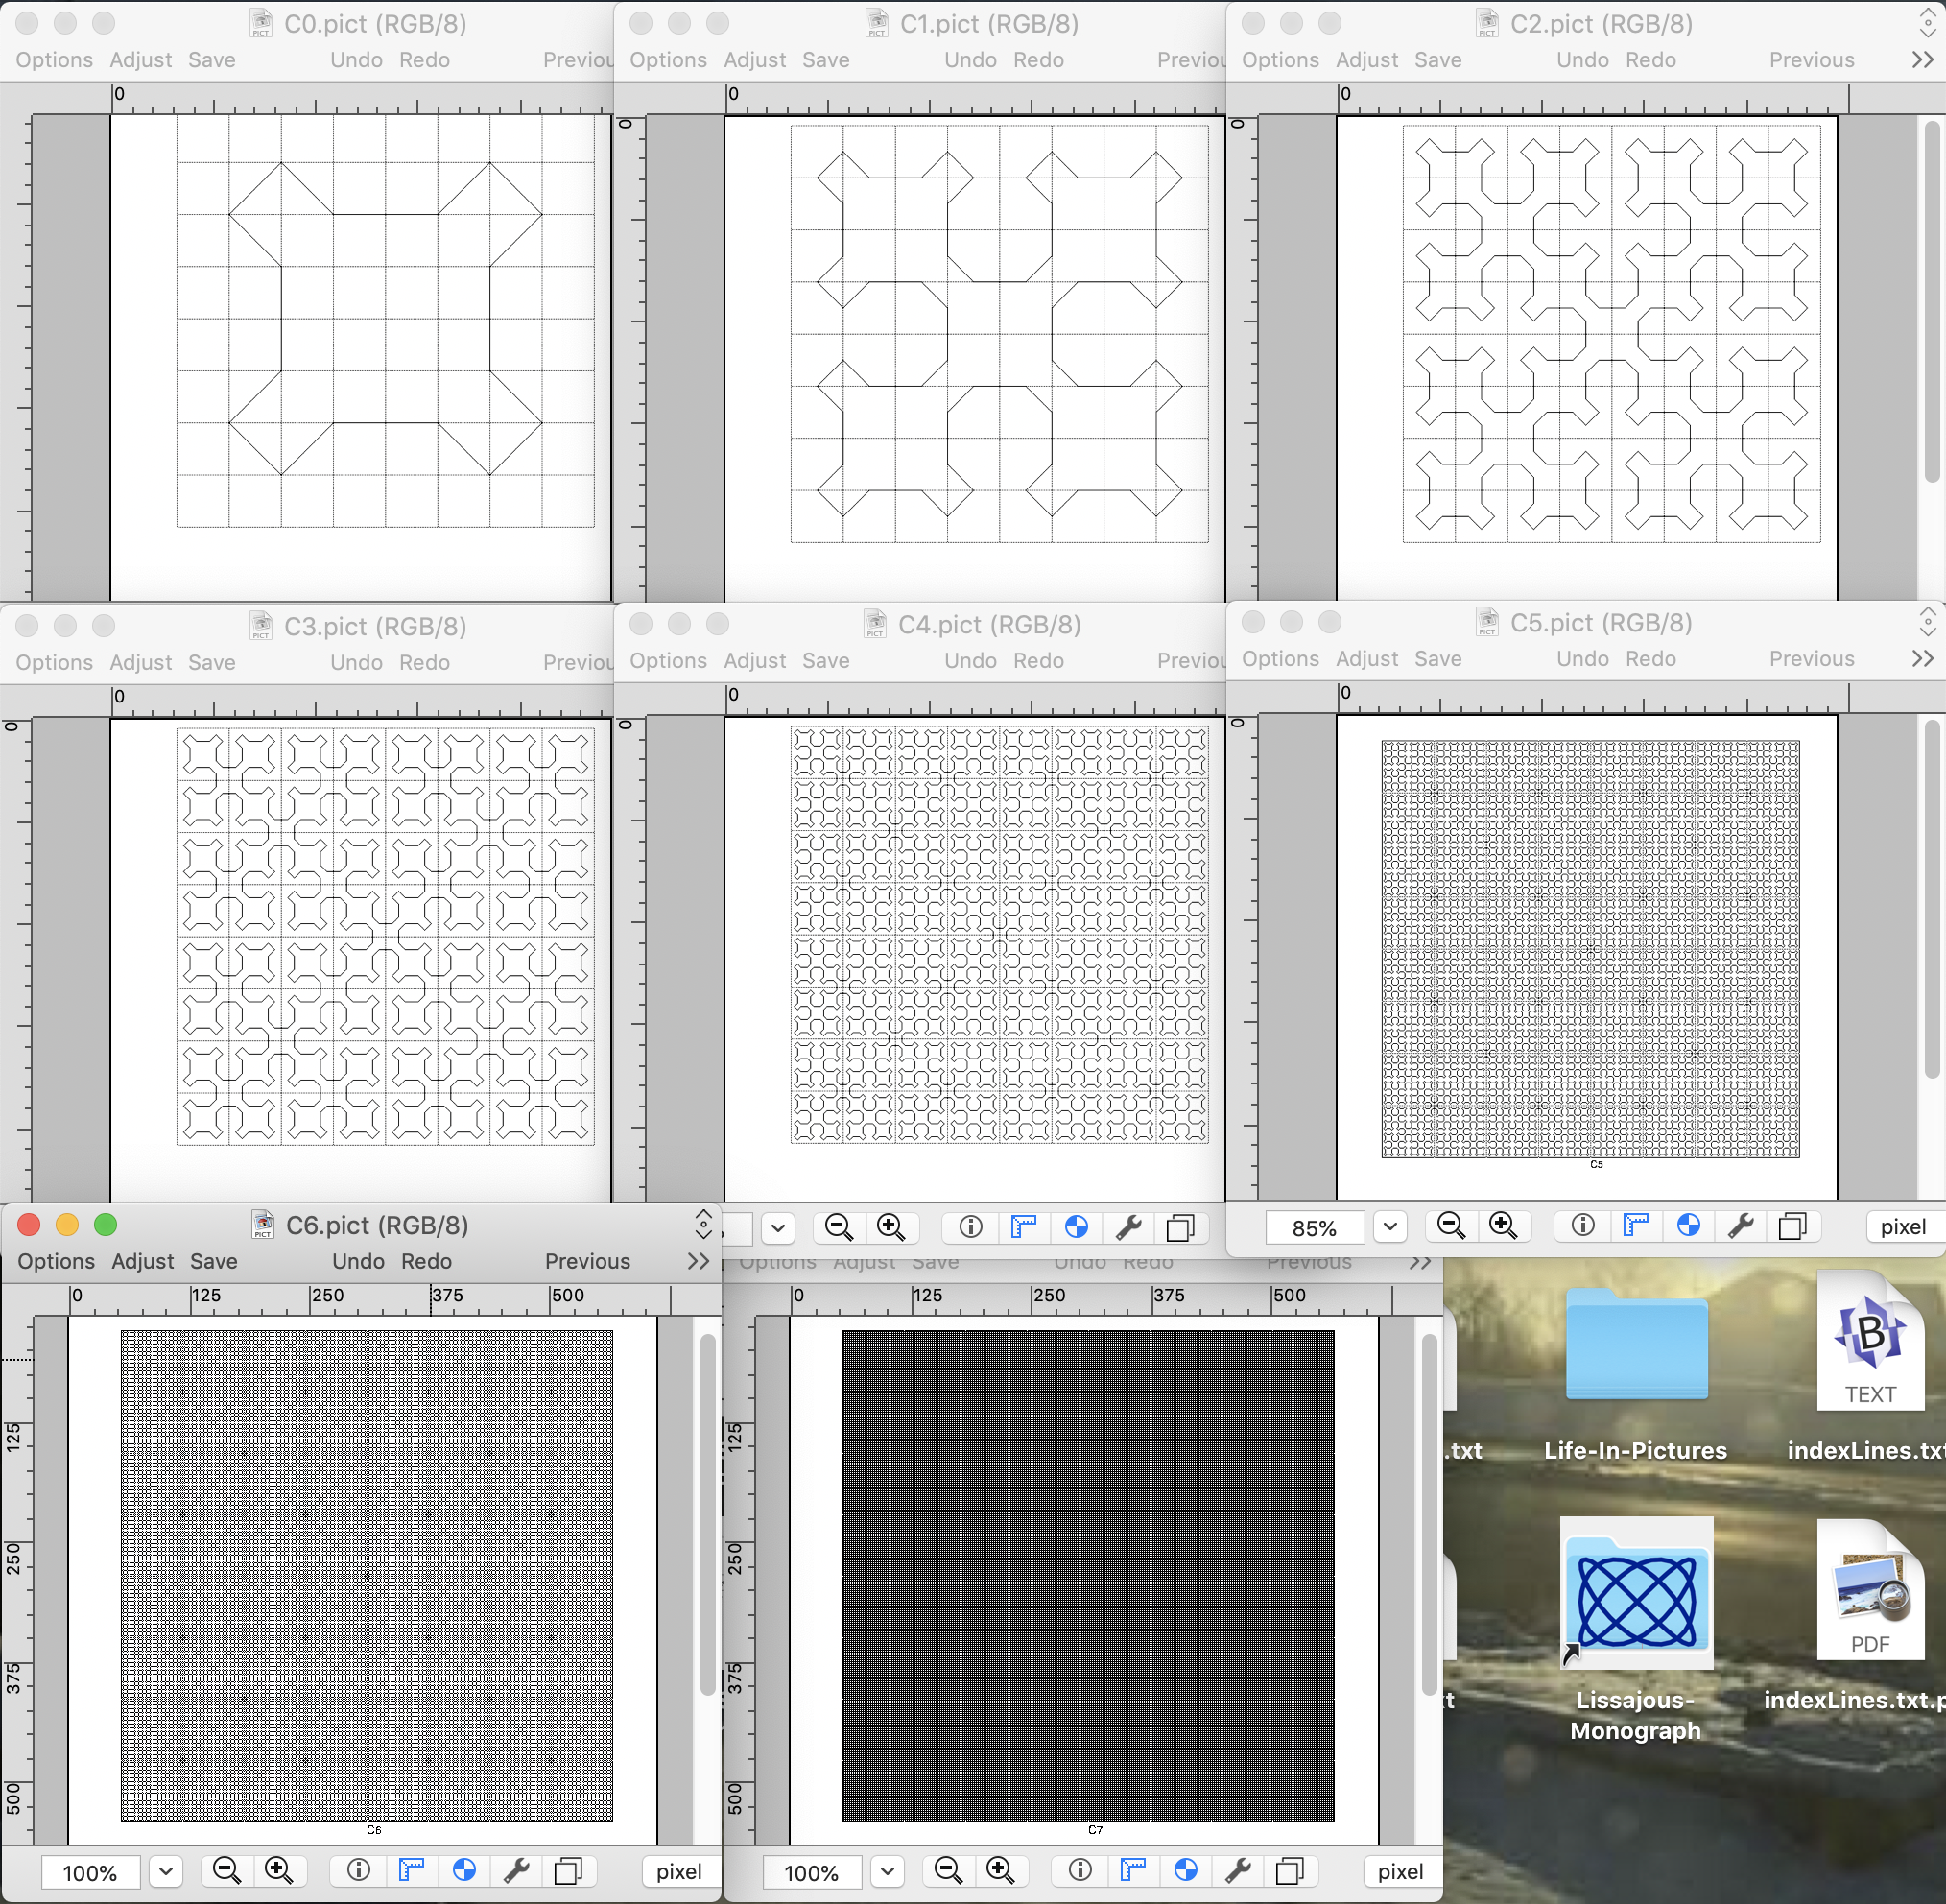 C0.pict (RGB/8)
Options Adjust Save Undo Redo Previou
0
C1.pict (RGB/8)
Options Adjust Save Undo Redo Previou
0
0
C2.pict (RGB/8)
Options Adjust Save Undo Redo Previous
0
0
C3.pict (RGB/8)
Options Adjust Save Undo Redo Previou
0
0
C4.pict (RGB/8)
Options Adjust Save Undo Redo Previou
0
0
C5.pict (RGB/8)
Options Adjust Save Undo Redo Previous
0
0
C5
85% pixel
C6.pict (RGB/8)
Options Adjust Save Undo Redo Previous
0 125 250 375 500
125
250
375
500
C6
100% pixel
Options Adjust Save Undo Redo Previous
0 125 250 375 500
125
250
375
500
C7
100% pixel
TEXT
.txt
Life-In-Pictures
indexLines.txt
PDF
Lissajous-
Monograph
indexLines.txt.p